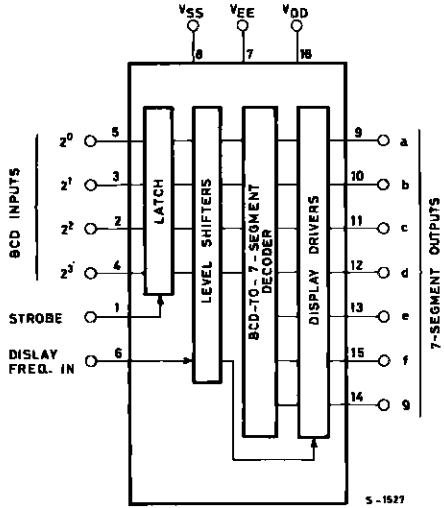 VSS VEE VDD
8 7 16
BCD INPUTS
2⁰ 5
2¹ 3
2² 2
2³ 4
STROBE 1
DISLAY 6
FREQ. IN
LATCH
LEVEL SHIFTERS
BCD-TO-7-SEGMENT
DECODER
DISPLAY DRIVERS
9 a
10 b
11 c
12 d
13 e
15 f
14 g
7-SEGMENT OUTPUTS
S-1527